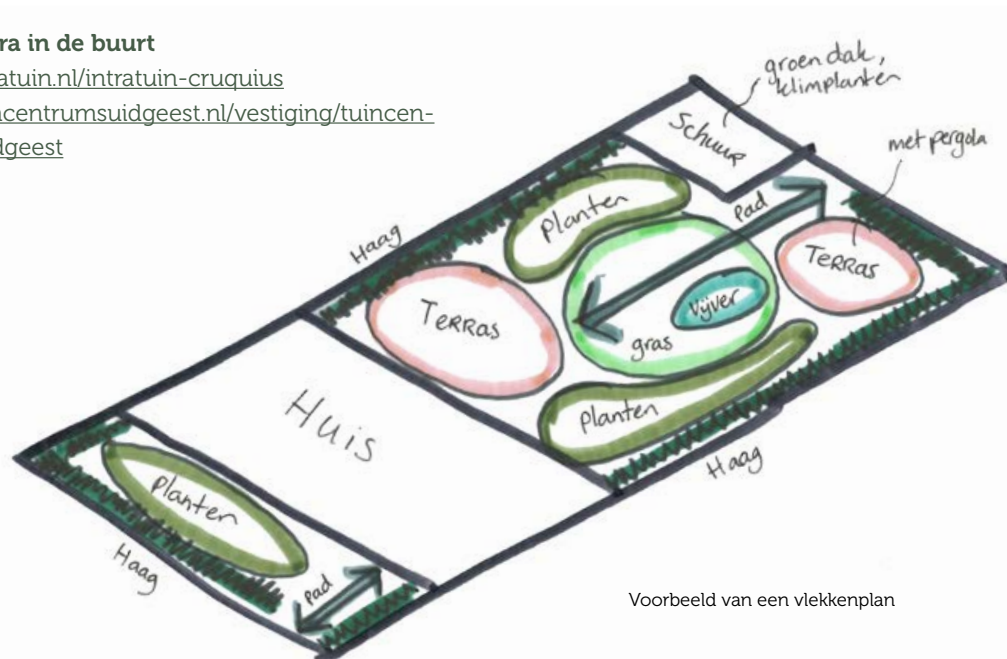 ra in de buurt
atuin.nl/intratuin-cruquius
ncentrumsuidgeest.nl/vestiging/tuincen-
dgeest
groen dak,
klimplanten
Schuur
met pergola
Pad
Planten
Haag
Terras
Terras
Vijver
gras
Planten
Huis
Haag
Planten
Haag
Pad
Voorbeeld van een vlekkenplan